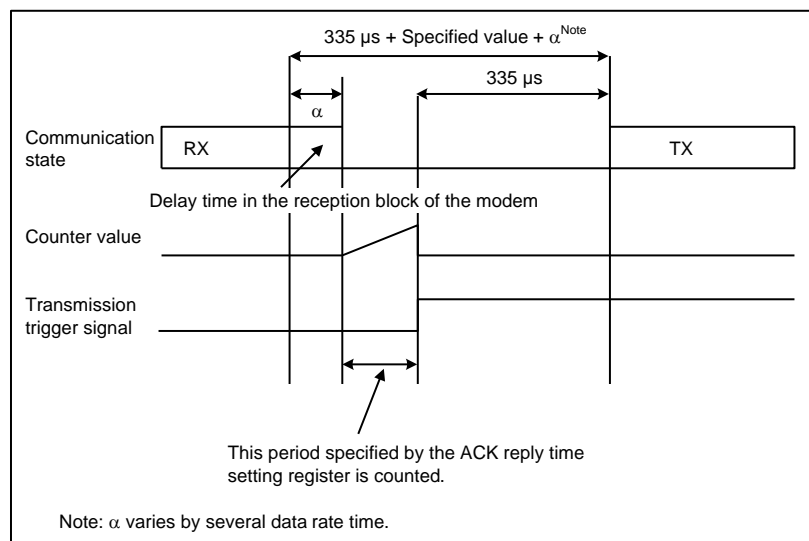 335 µs + Specified value + αNote
335 µs
α
Communication
state
RX
TX
Delay time in the reception block of the modem
Counter value
Transmission
trigger signal
This period specified by the ACK reply time
setting register is counted.
Note: α varies by several data rate time.